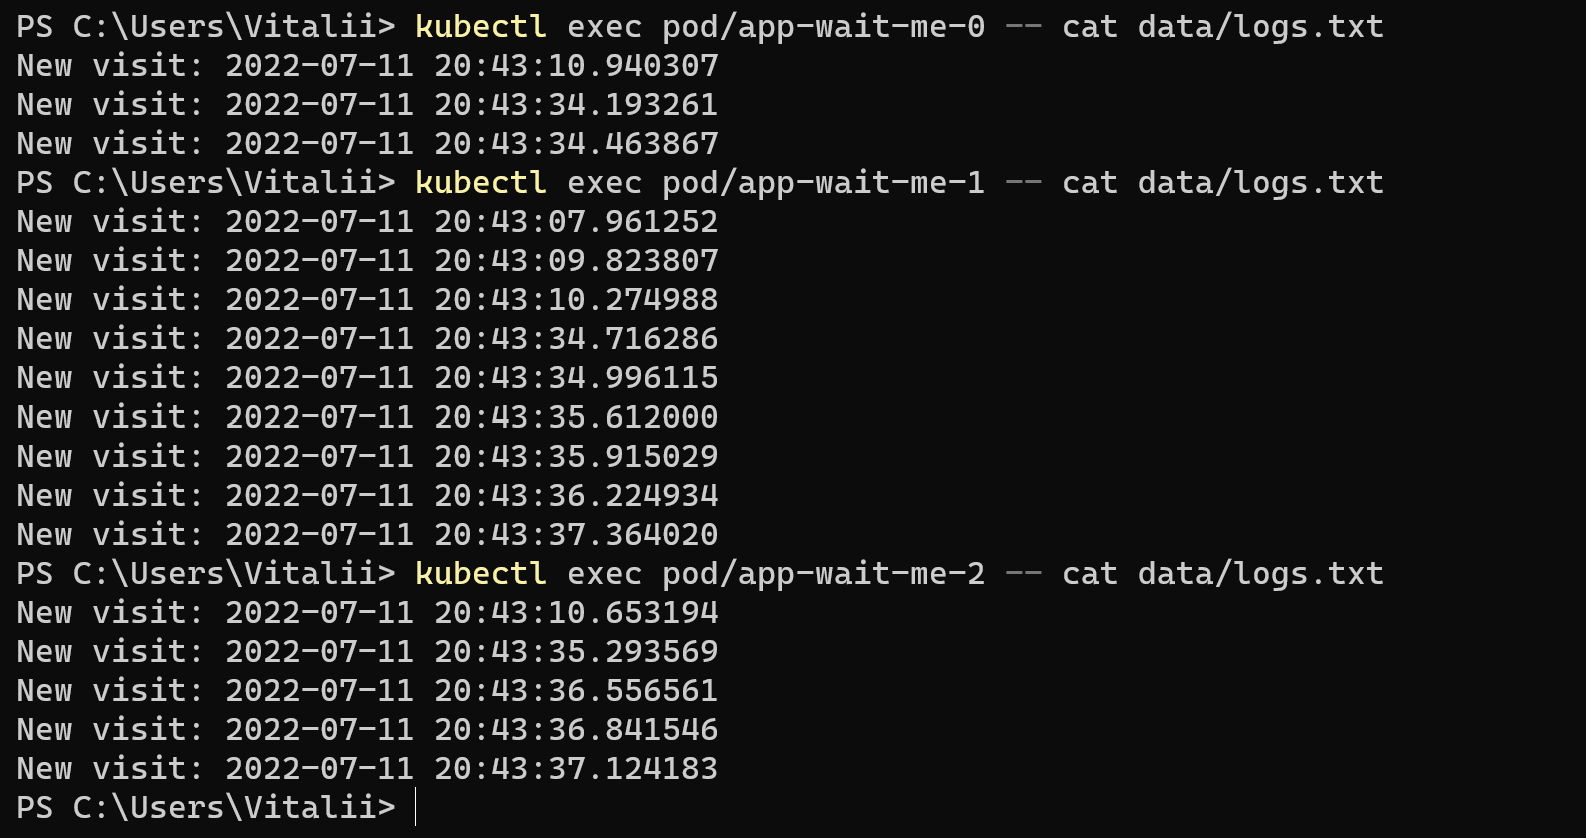 PS C:\Users\Vitalii> kubectl exec pod/app-wait-me-0 -- cat data/logs.txt
New visit: 2022-07-11 20:43:10.940307
New visit: 2022-07-11 20:43:34.193261
New visit: 2022-07-11 20:43:34.463867
PS C:\Users\Vitalii> kubectl exec pod/app-wait-me-1 -- cat data/logs.txt
New visit: 2022-07-11 20:43:07.961252
New visit: 2022-07-11 20:43:09.823807
New visit: 2022-07-11 20:43:10.274988
New visit: 2022-07-11 20:43:34.716286
New visit: 2022-07-11 20:43:34.996115
New visit: 2022-07-11 20:43:35.612000
New visit: 2022-07-11 20:43:35.915029
New visit: 2022-07-11 20:43:36.224934
New visit: 2022-07-11 20:43:37.364020
PS C:\Users\Vitalii> kubectl exec pod/app-wait-me-2 -- cat data/logs.txt
New visit: 2022-07-11 20:43:10.653194
New visit: 2022-07-11 20:43:35.293569
New visit: 2022-07-11 20:43:36.556561
New visit: 2022-07-11 20:43:36.841546
New visit: 2022-07-11 20:43:37.124183
PS C:\Users\Vitalii>